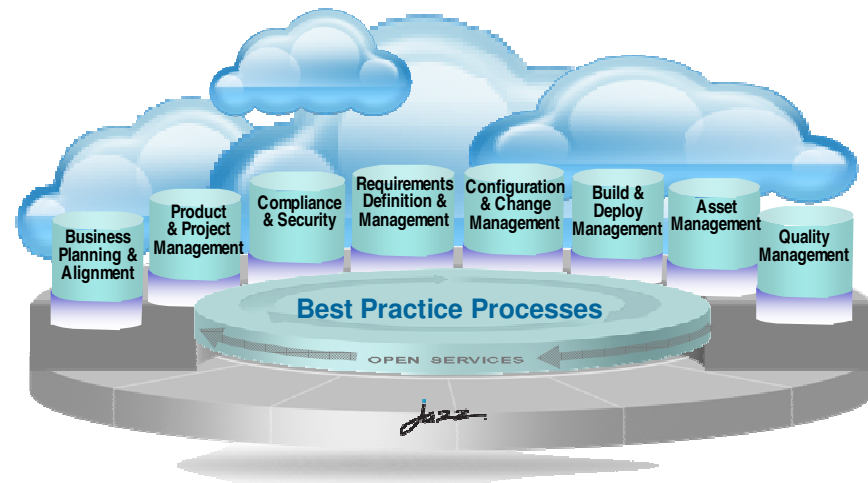 Business
Planning &
Alignment
Product
& Project
Management
Compliance
& Security
Requirements
Definition &
Management
Configuration
& Change
Management
Build &
Deploy
Management
Asset
Management
Quality
Management
Best Practice Processes
OPEN SERVICES
jazz